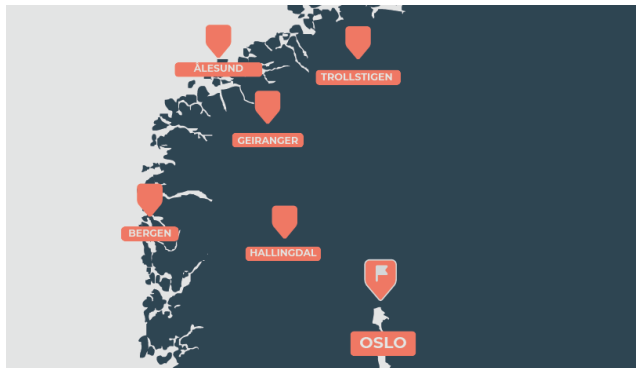 ÅLESUND
TROLLSTIGEN
GEIRANGER
BERGEN
HALLINGDAL
OSLO